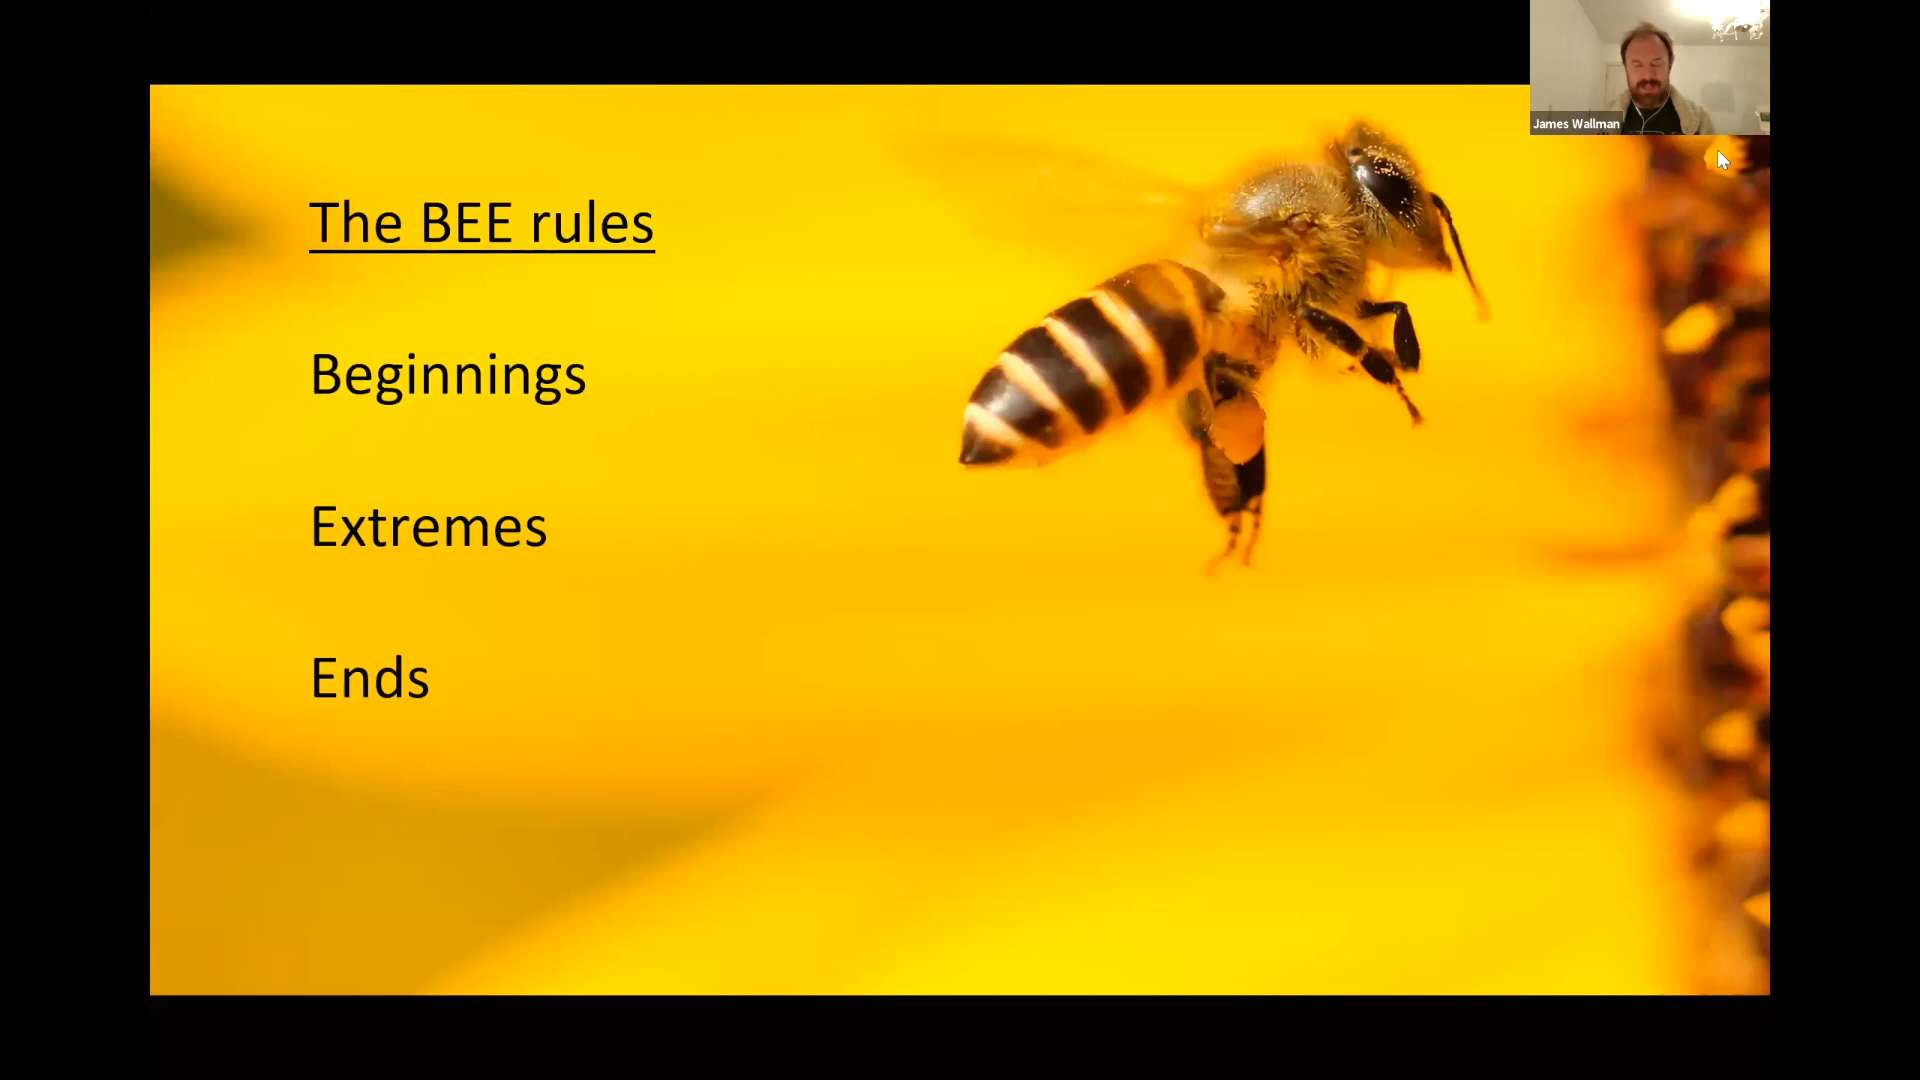 James Wallman
The BEE rules
Beginnings
Extremes
Ends